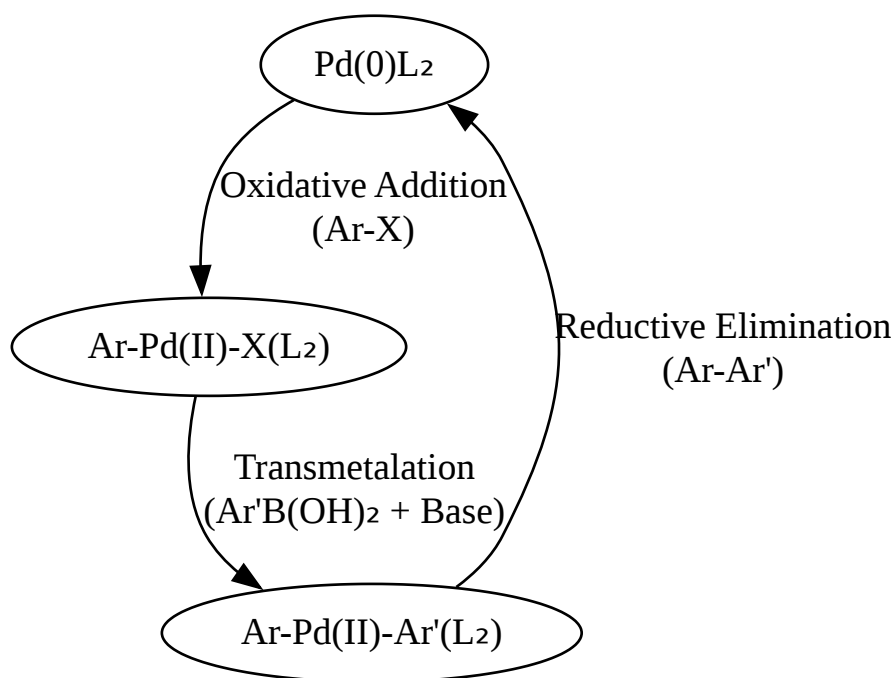 Pd(0)L₂
Oxidative Addition
(Ar-X)
Ar-Pd(II)-X(L₂)
Reductive Elimination
(Ar-Ar')
Transmetalation
(Ar'B(OH)₂ + Base)
Ar-Pd(II)-Ar'(L₂)